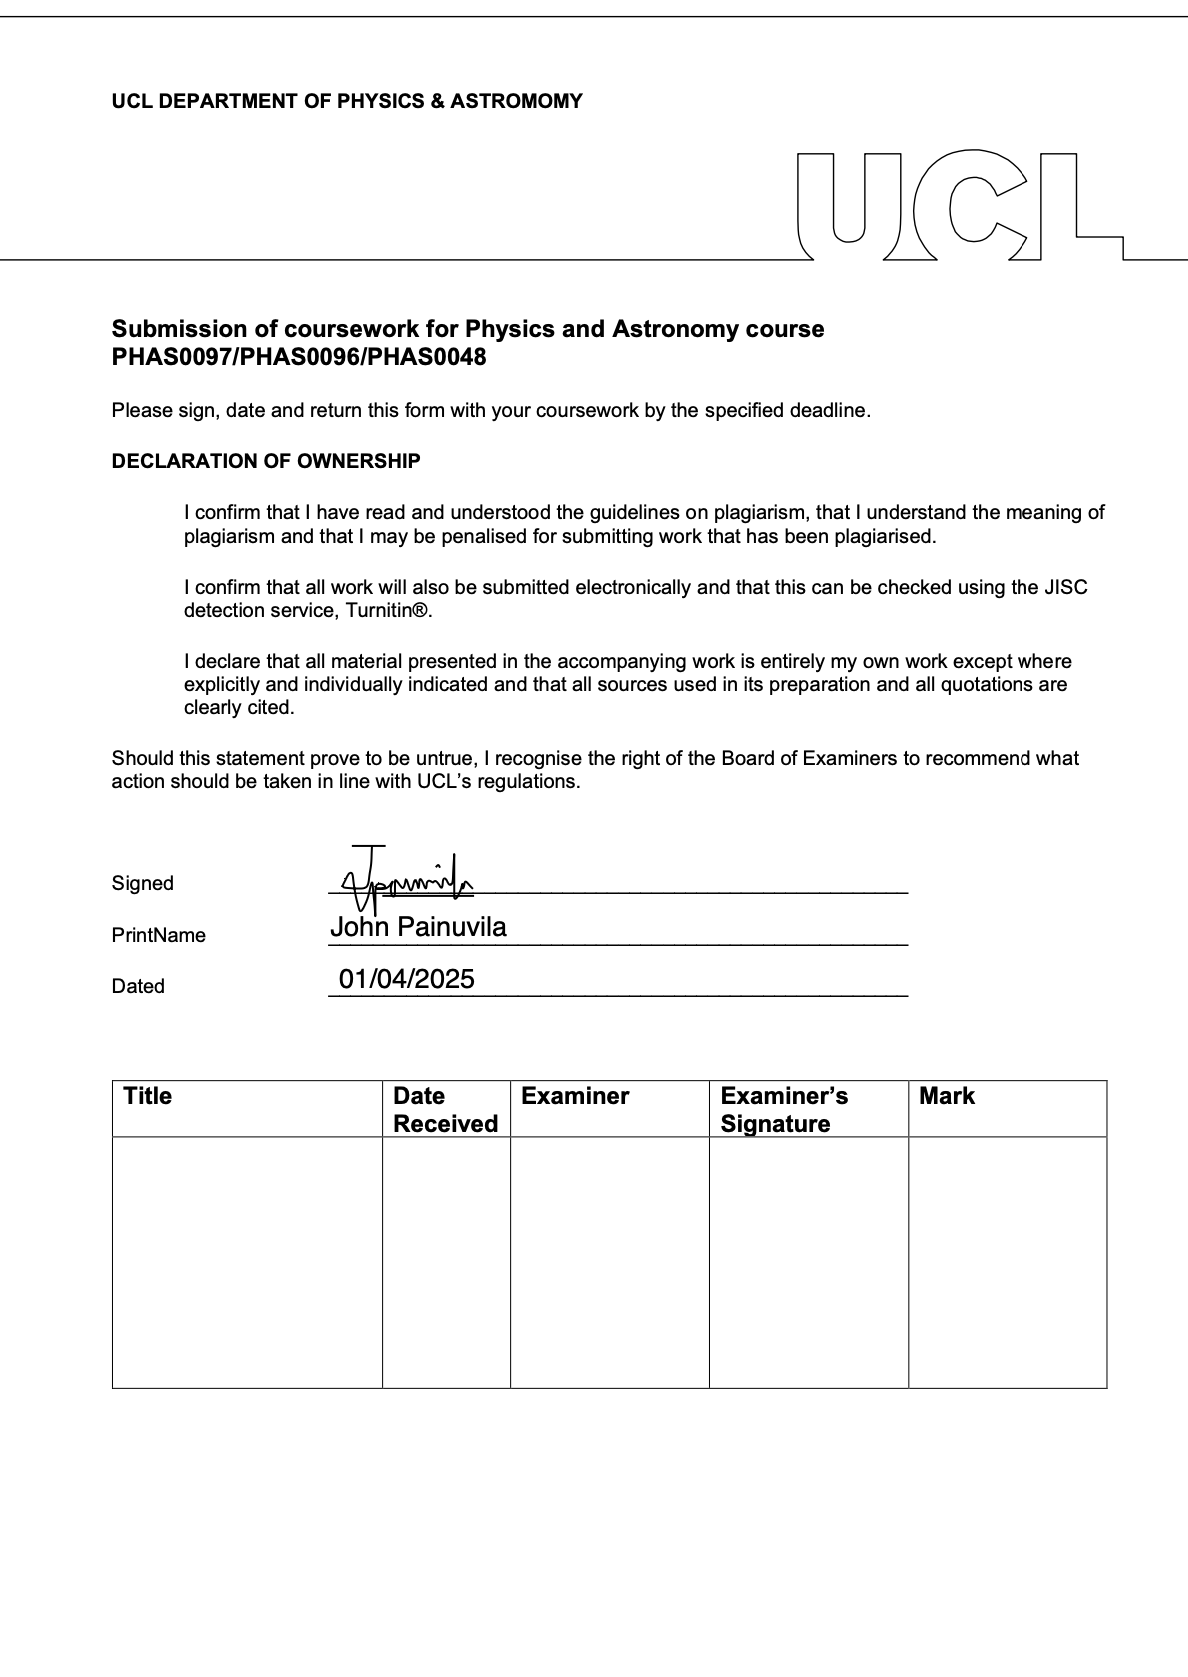 UCL DEPARTMENT OF PHYSICS & ASTROMOMY
UCL
Submission of coursework for Physics and Astronomy course
PHAS0097/PHAS0096/PHAS0048
Please sign, date and return this form with your coursework by the specified deadline.
DECLARATION OF OWNERSHIP
I confirm that I have read and understood the guidelines on plagiarism, that I understand the meaning of
plagiarism and that I may be penalised for submitting work that has been plagiarised.
I confirm that all work will also be submitted electronically and that this can be checked using the JISC
detection service, Turnitin®.
I declare that all material presented in the accompanying work is entirely my own work except where
explicitly and individually indicated and that all sources used in its preparation and all quotations are
clearly cited.
Should this statement prove to be untrue, I recognise the right of the Board of Examiners to recommend what
action should be taken in line with UCL’s regulations.
Signed
PrintName John Painuvila
Dated 01/04/2025
Title Date Received Examiner Examiner’s Signature Mark